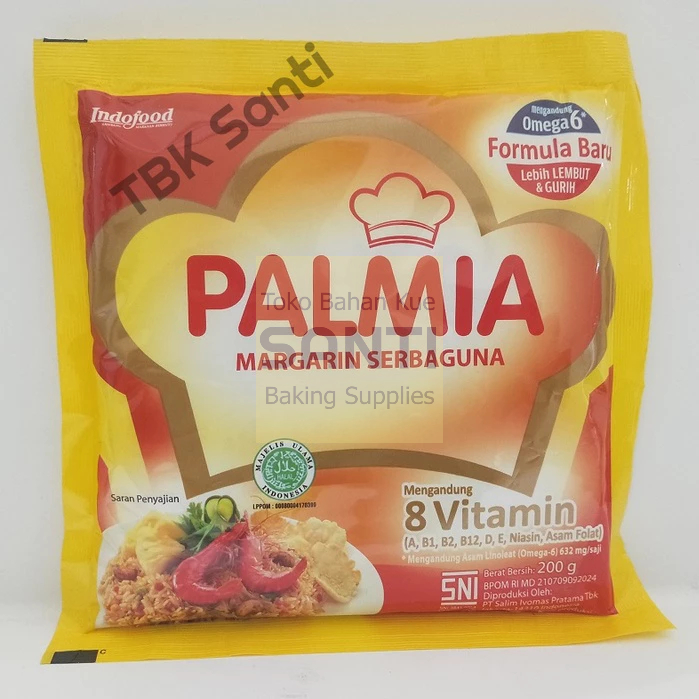 TBK Santi
Indofood
mengandung
Omega 6*
Formula Baru
Lebih LEMBUT
& GURIH
PALMIA
Toko Bahan Kue
SANTI
MARGARIN SERBAGUNA
Baking Supplies
MAJELIS ULAMA
HALAL
INDONESIA
Saran Penyajian
Mengandung
8 Vitamin
(A, B1, B2, B12, D, E, Niasin, Asam Folat)
* Mengandung Asam Linoleat (Omega-6) 632 mg/saji
SNI
Berat Bersih: 200 g
BPOM RI MD 210709092024
Diproduksi Oleh:
PT Salim Ivomas Pratama Tbk
C